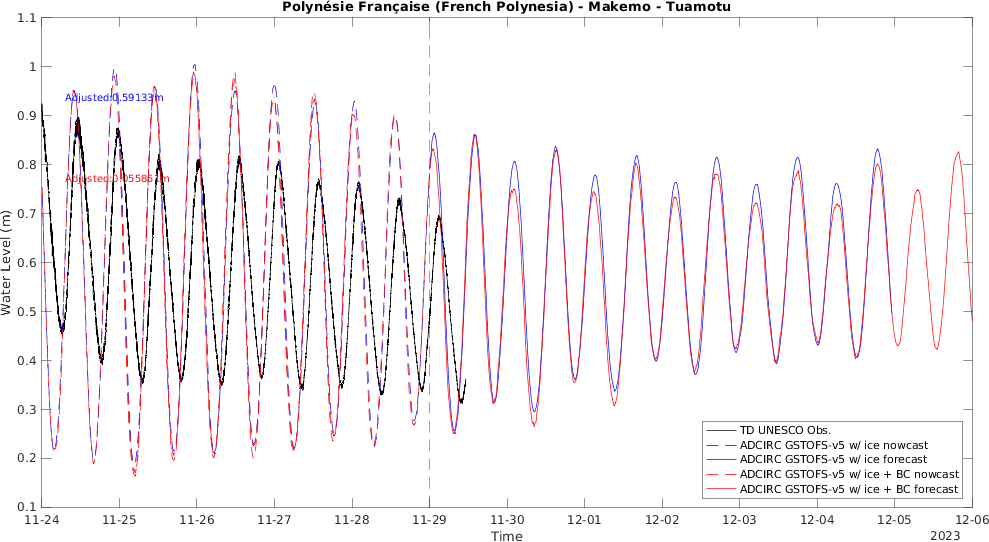 Polynésie Française (French Polynesia) - Makemo - Tuamotu
1.1
1
0.9
0.8
0.7
0.6
0.5
0.4
0.3
0.2
0.1
Water Level (m)
Adjusted:0.59133m
TD UNESCO Obs.
ADCIRC GSTOFS-v5 w/ ice nowcast
ADCIRC GSTOFS-v5 w/ ice forecast
ADCIRC GSTOFS-v5 w/ ice + BC nowcast
ADCIRC GSTOFS-v5 w/ ice + BC forecast
11-24 11-25 11-26 11-27 11-28 11-29 11-30 12-01 12-02 12-03 12-04 12-05 12-06
Time
2023